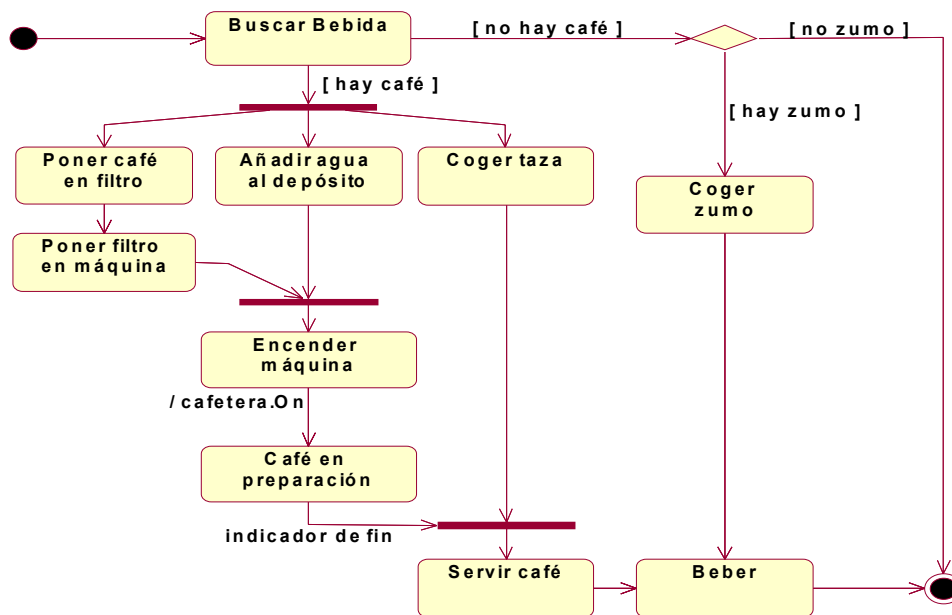 Buscar Bebida
[ no hay café ]
[ no zumo ]
[ hay café ]
[ hay zumo ]
Poner café
en filtro
Añadir agua
al depósito
Coger taza
Coger
zumo
Poner filtro
en máquina
Encender
máquina
/ cafetera.On
Café en
preparación
indicador de fin
Servir café
Beber